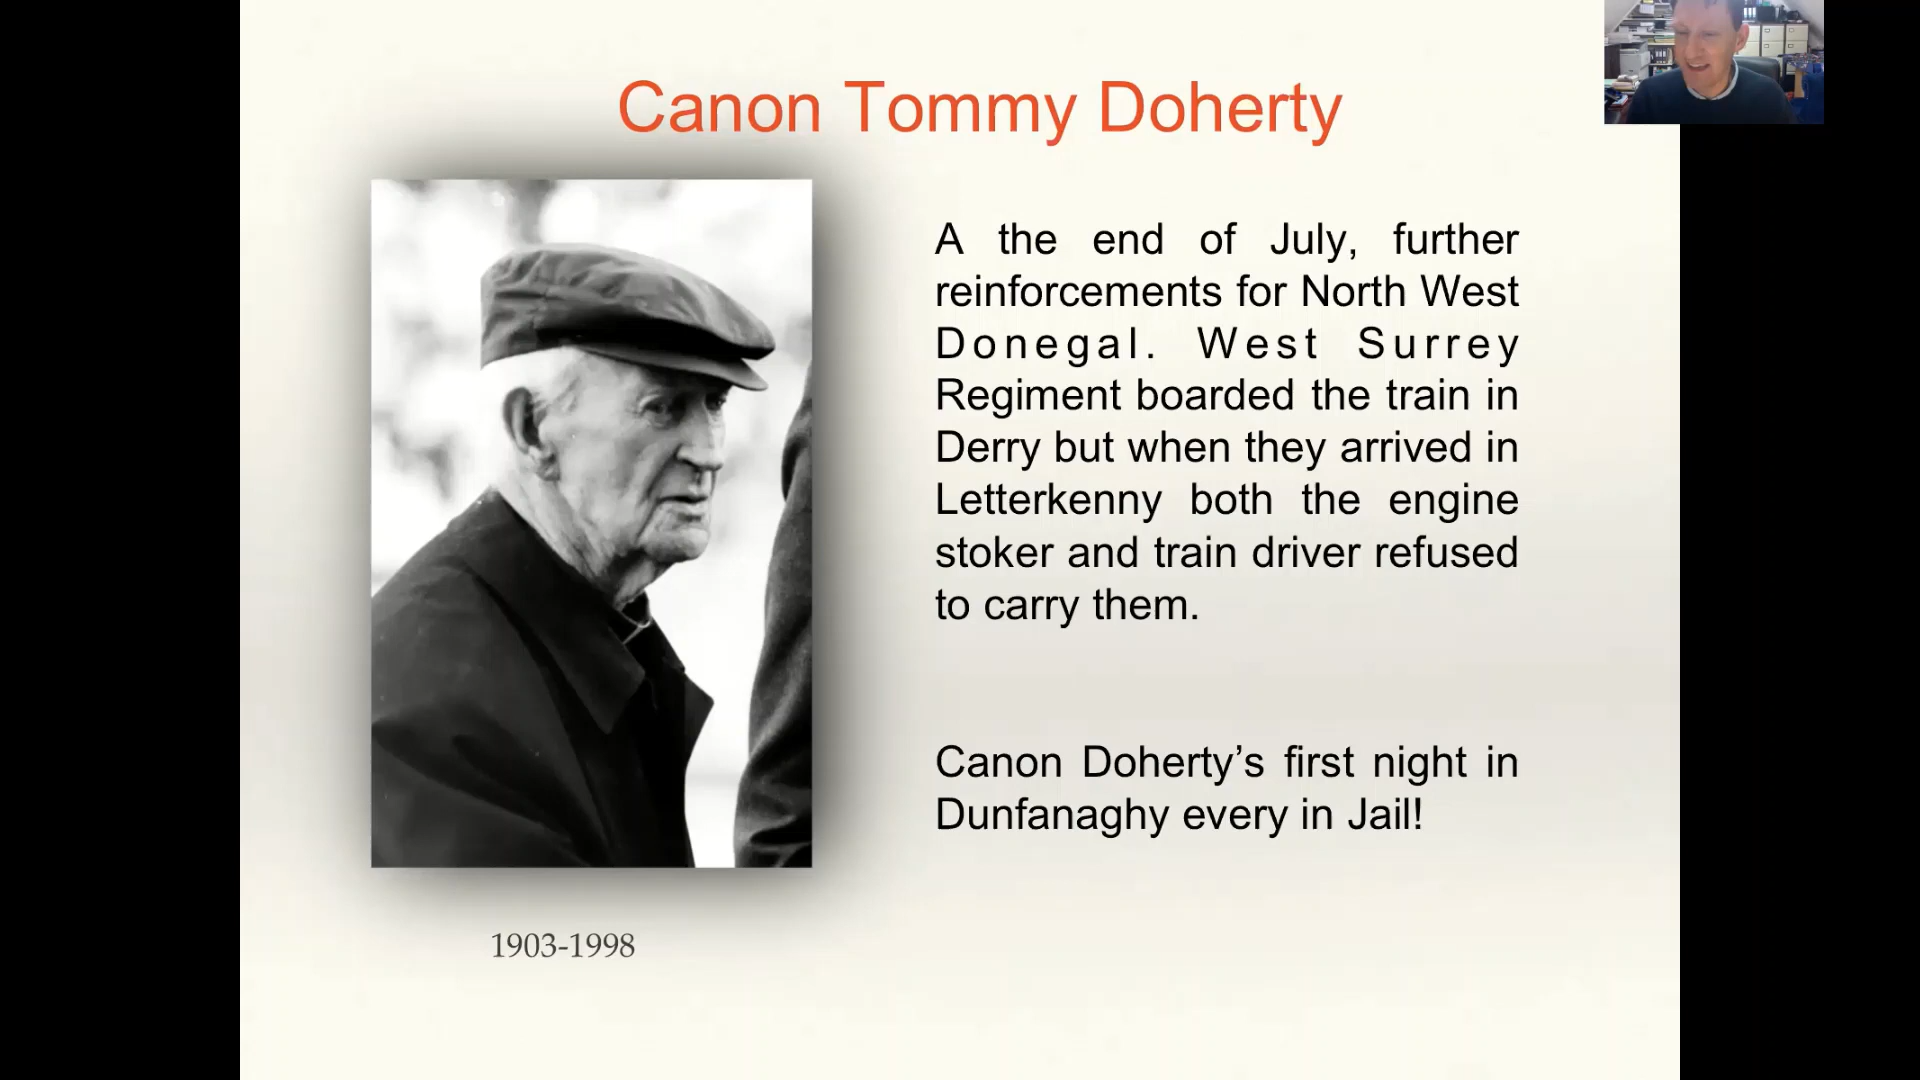 Canon Tommy Doherty
A the end of July, further
reinforcements for North West
Donegal. West Surrey
Regiment boarded the train in
Derry but when they arrived in
Letterkenny both the engine
stoker and train driver refused
to carry them.
Canon Doherty’s first night in
Dunfanaghy every in Jail!
1903-1998